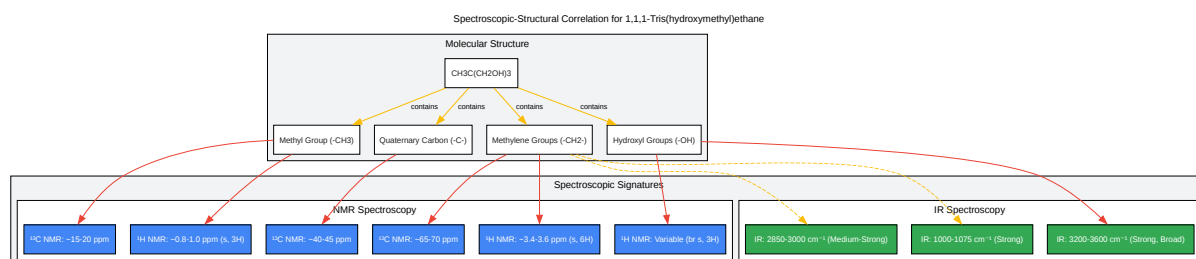 Spectroscopic-Structural Correlation for 1,1,1-Tris(hydroxymethyl)ethane
Molecular Structure
CH3C(CH2OH)3
contains
contains
contains
contains
Methyl Group (-CH3)
Quaternary Carbon (-C-)
Methylene Groups (-CH2-)
Hydroxyl Groups (-OH)
Spectroscopic Signatures
NMR Spectroscopy
IR Spectroscopy
¹³C NMR: ~15-20 ppm
¹H NMR: ~0.8-1.0 ppm (s, 3H)
¹³C NMR: ~40-45 ppm
¹³C NMR: ~65-70 ppm
¹H NMR: ~3.4-3.6 ppm (s, 6H)
¹H NMR: Variable (br s, 3H)
IR: 2850-3000 cm⁻¹ (Medium-Strong)
IR: 1000-1075 cm⁻¹ (Strong)
IR: 3200-3600 cm⁻¹ (Strong, Broad)